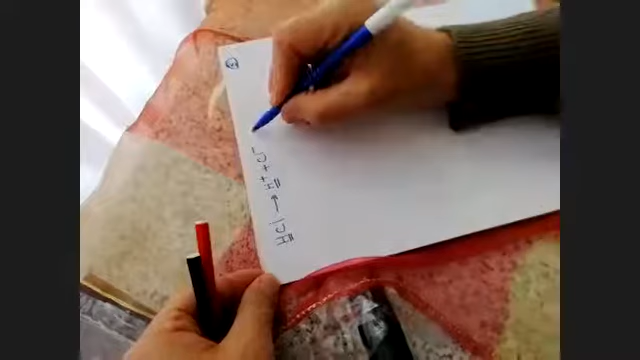 HCl → H⁺ + Cl⁻